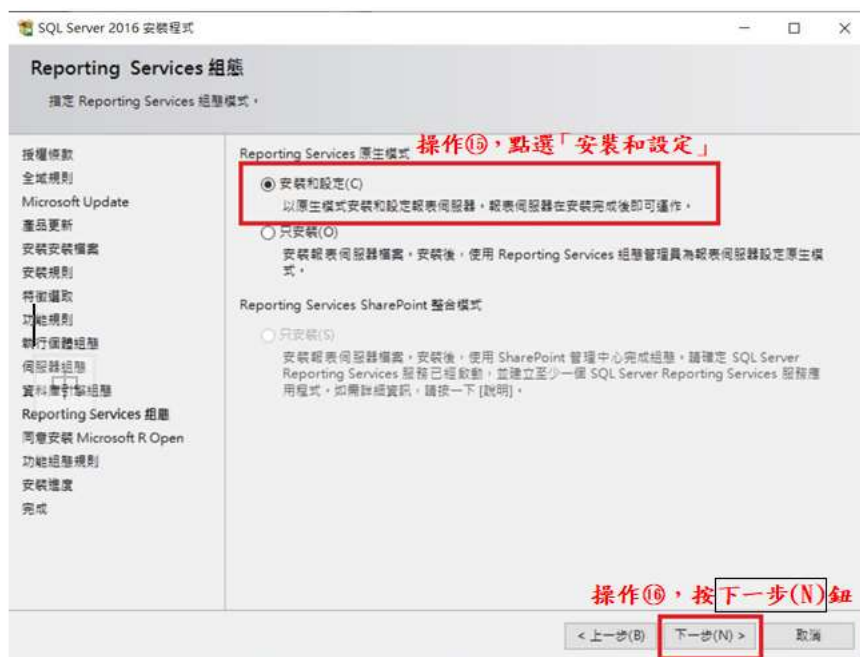 SQL Server 2016 安裝程式
Reporting Services 組態
指定 Reporting Services 組態模式。
授權條款
全域規則
Microsoft Update
產品更新
安裝安裝檔案
安裝規則
特徵選取
功能規則
執行個體組態
伺服器組態
資料庫引擎組態
Reporting Services 組態
同意安裝 Microsoft R Open
功能組態規則
安裝進度
完成
Reporting Services 原生模式
操作⑮，點選「安裝和設定」
安裝和設定(C)
以原生模式安裝和設定報表伺服器。報表伺服器在安裝完成後即可運作。
只安裝(O)
安裝報表伺服器檔案。安裝後，使用 Reporting Services 組態管理員為報表伺服器設定原生模
式。
Reporting Services SharePoint 整合模式
只安裝(S)
安裝報表伺服器檔案。安裝後，使用 SharePoint 管理中心完成組態。請確定 SQL Server
Reporting Services 服務已經啟動，並建立至少一個 SQL Server Reporting Services 服務應
用程式。如需詳細資訊，請按一下 [說明]。
操作⑯，按下一步(N)鈕
< 上一步(B)
下一步(N) >
取消